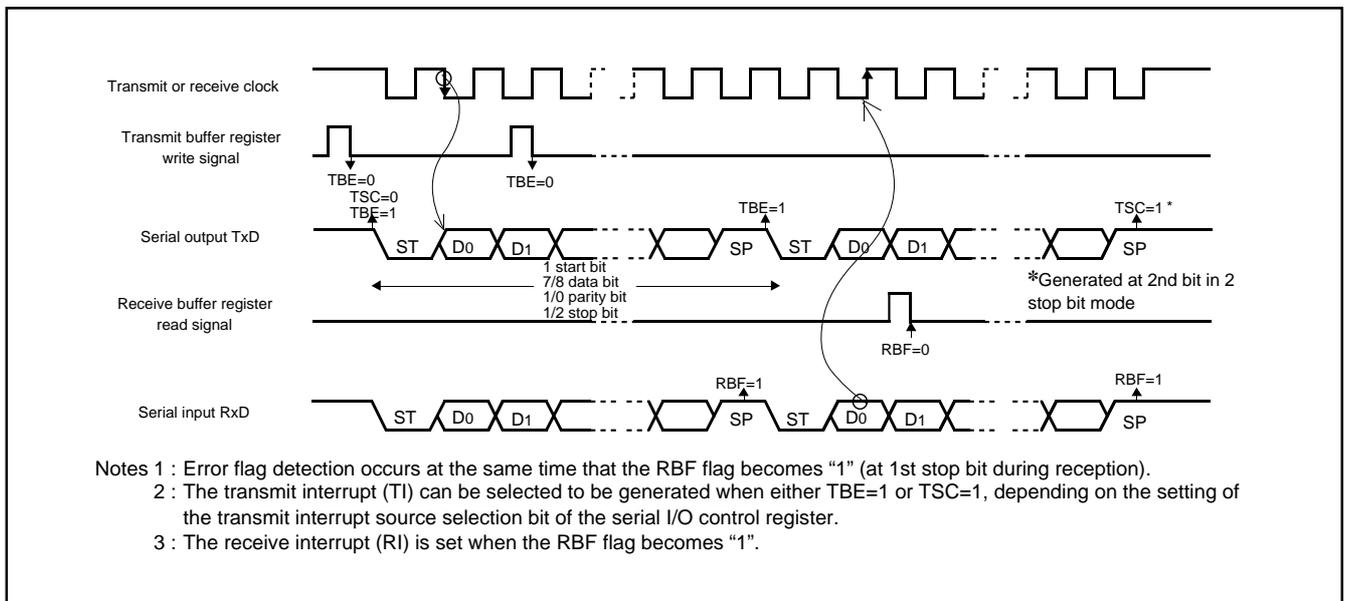 Transmit or receive clock
Transmit buffer register
write signal
TBE=0
TBE=0
TSC=0
TBE=1
TBE=1
TSC=1 *
Serial output TxD
ST
D0
D1
SP
ST
D0
D1
SP
1 start bit
7/8 data bit
1/0 parity bit
1/2 stop bit
*Generated at 2nd bit in 2
stop bit mode
Receive buffer register
read signal
RBF=0
RBF=1
RBF=1
Serial input RxD
ST
D0
D1
SP
ST
D0
D1
SP
Notes 1 : Error flag detection occurs at the same time that the RBF flag becomes “1” (at 1st stop bit during reception).
2 : The transmit interrupt (TI) can be selected to be generated when either TBE=1 or TSC=1, depending on the setting of
the transmit interrupt source selection bit of the serial I/O control register.
3 : The receive interrupt (RI) is set when the RBF flag becomes “1”.